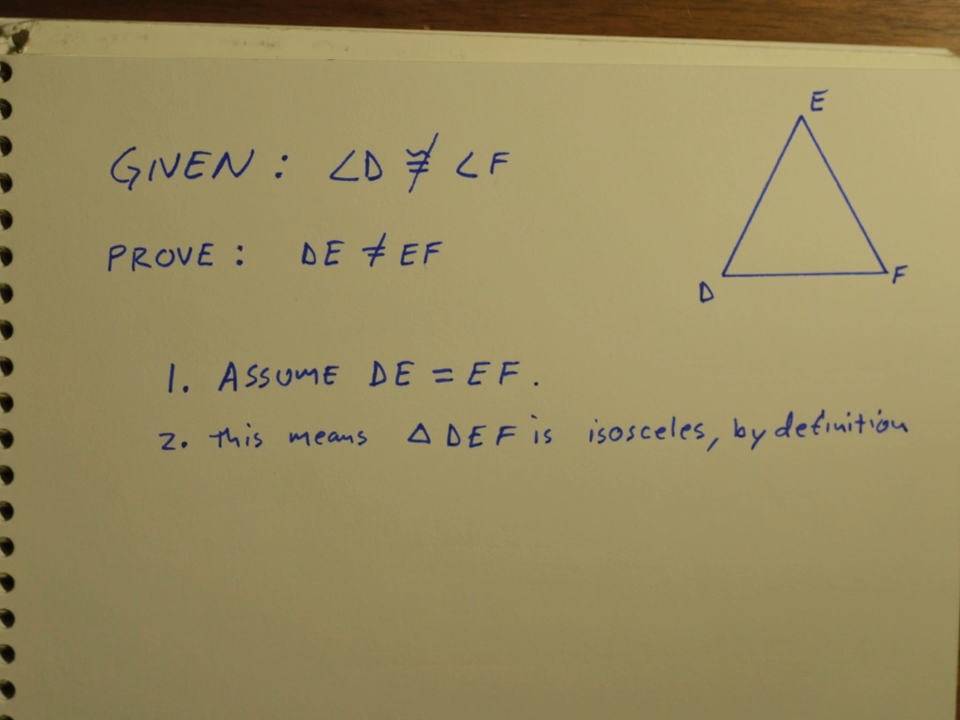 E
GIVEN : ∠D ≇ ∠F
PROVE : DE ≠ EF
D
F
1. ASSUME DE = EF.
2. this means △DEF is isosceles, by definition